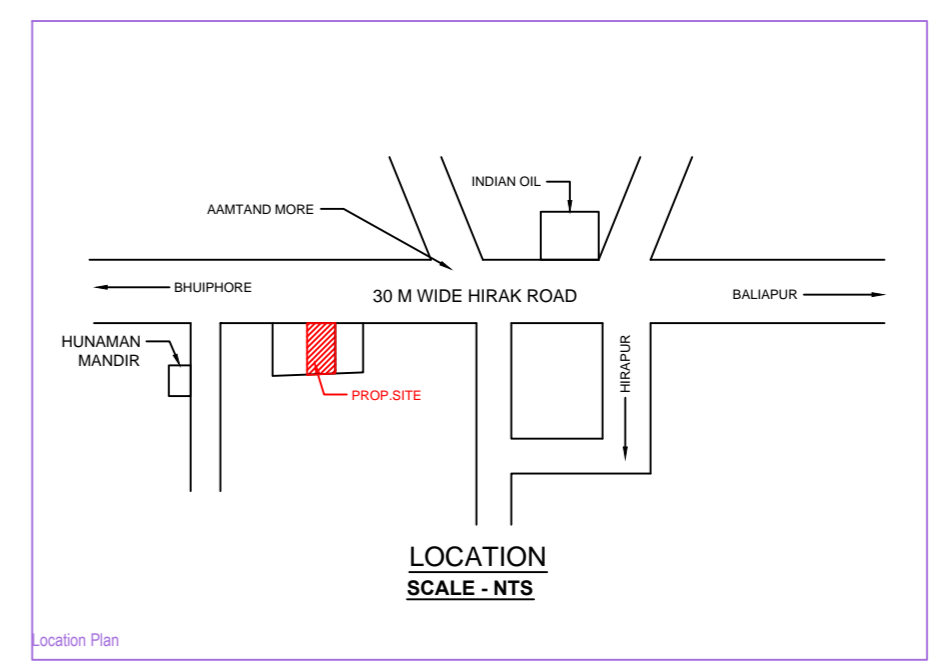 INDIAN OIL
AAMTAND MORE
BHUIPHORE
30 M WIDE HIRAK ROAD
BALIAPUR
HUNAMAN
MANDIR
HIRAPUR
PROP.SITE
LOCATION
SCALE - NTS
Location Plan